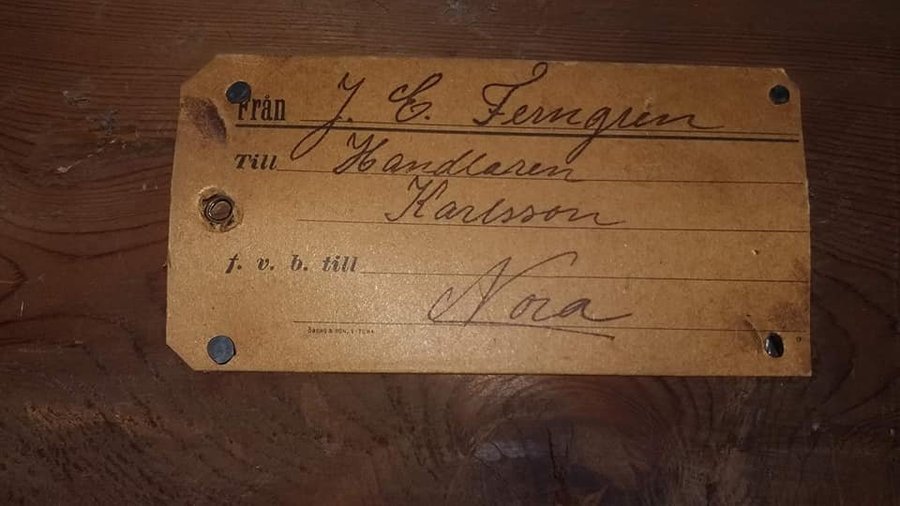 Från J. E. Ferngren
Till Handlaren
Karlsson
f. v. b. till
Nora